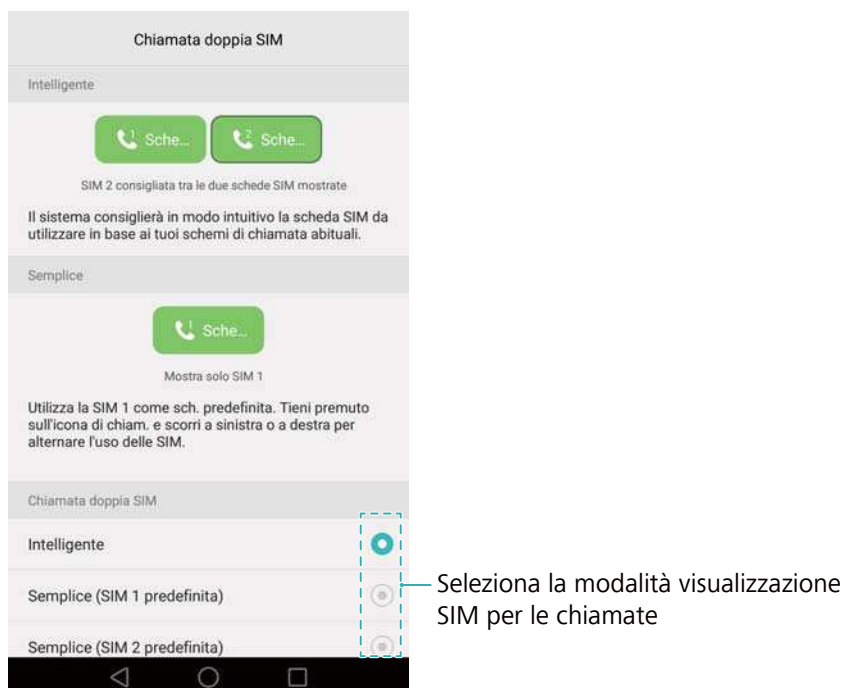 Chiamata doppia SIM
Intelligente
1 Sche... 2 Sche...
SIM 2 consigliata tra le due schede SIM mostrate
Il sistema consiglierà in modo intuitivo la scheda SIM da
utilizzare in base ai tuoi schemi di chiamata abituali.
Semplice
1 Sche...
Mostra solo SIM 1
Utilizza la SIM 1 come sch. predefinita. Tieni premuto
sull'icona di chiam. e scorri a sinistra o a destra per
alternare l'uso delle SIM.
Chiamata doppia SIM
Intelligente
Semplice (SIM 1 predefinita)
Semplice (SIM 2 predefinita)
Seleziona la modalità visualizzazione
SIM per le chiamate